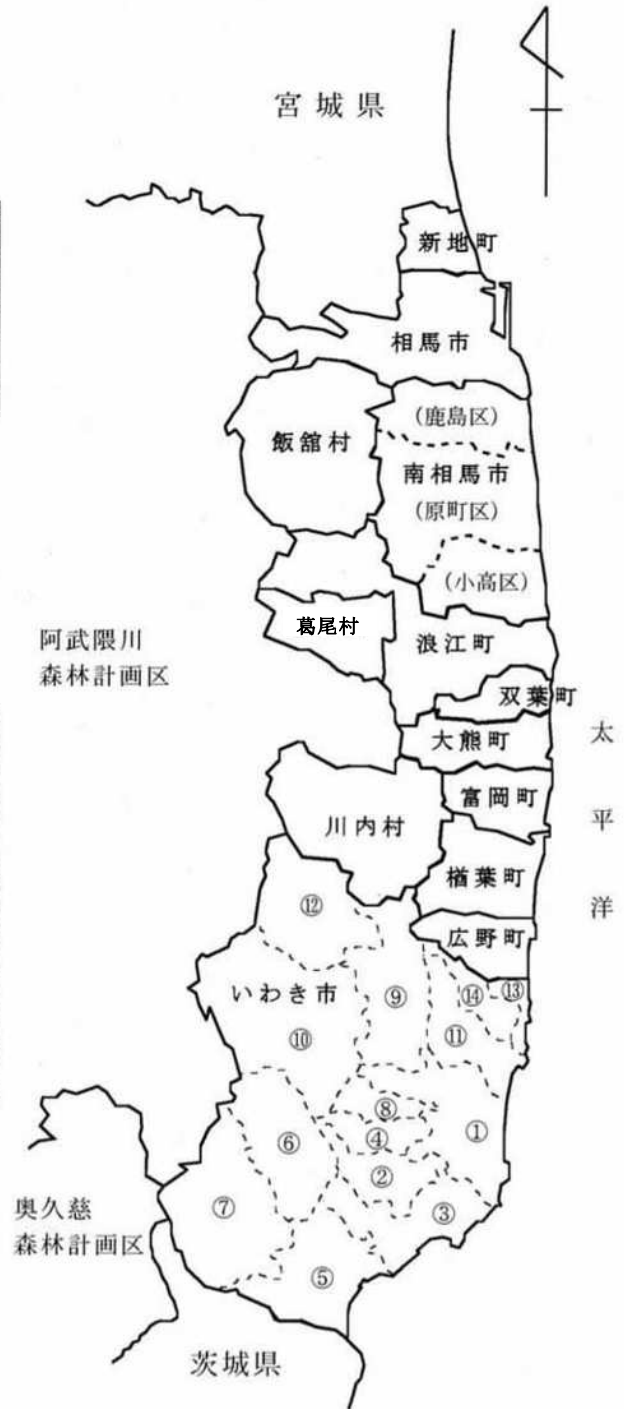 宮城県
新地町
相馬市
(鹿島区)
飯舘村
南相馬市
(原町区)
(小高区)
葛尾村
阿武隈川
森林計画区
浪江町
双葉町
太平洋
大熊町
富岡町
川内村
楢葉町
⑫
広野町
いわき市
⑨
⑭
⑬
⑩
⑪
⑧
①
④
⑥
②
⑦
③
奥久慈
森林計画区
⑤
茨城県